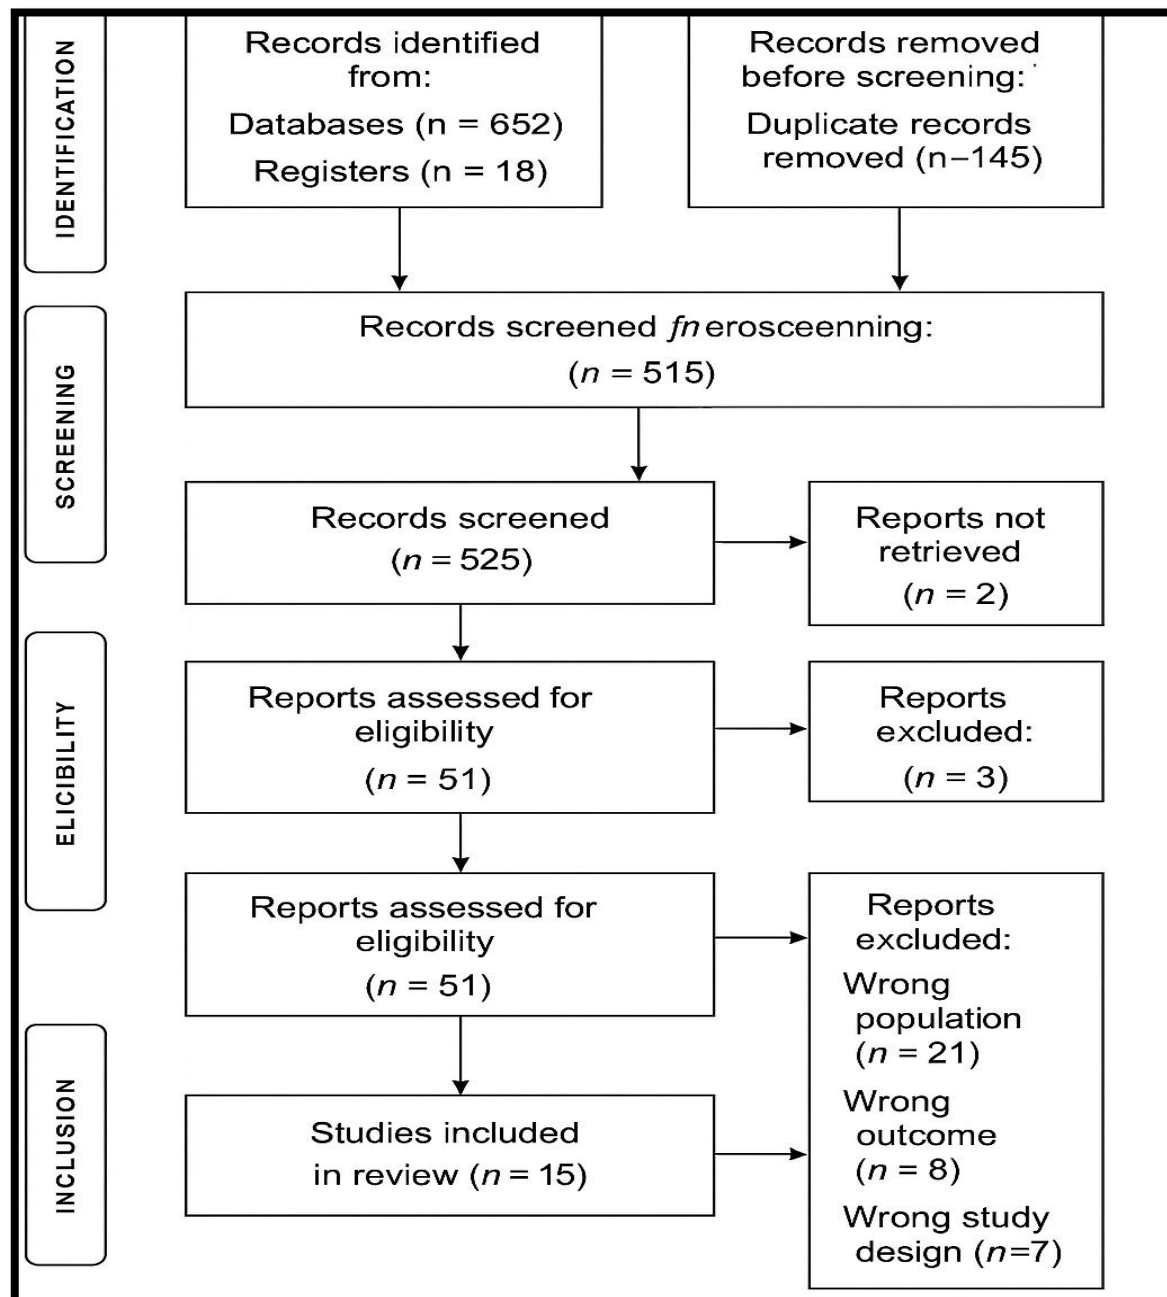 IDENTIFICATION
Records identified
from:
Databases (n = 652)
Registers (n = 18)
Records removed
before screening:
Duplicate records
removed (n–145)
SCREENING
Records screened fnerosceenning:
(n = 515)
Records screened
(n = 525)
Reports not
retrieved
(n = 2)
ELICIBILITY
Reports assessed for
eligibility
(n = 51)
Reports
excluded:
(n = 3)
Reports assessed for
eligibility
(n = 51)
Reports
excluded:
Wrong
population
(n = 21)
Wrong
outcome
(n = 8)
Wrong study
design (n=7)
INCLUSION
Studies included
in review (n = 15)